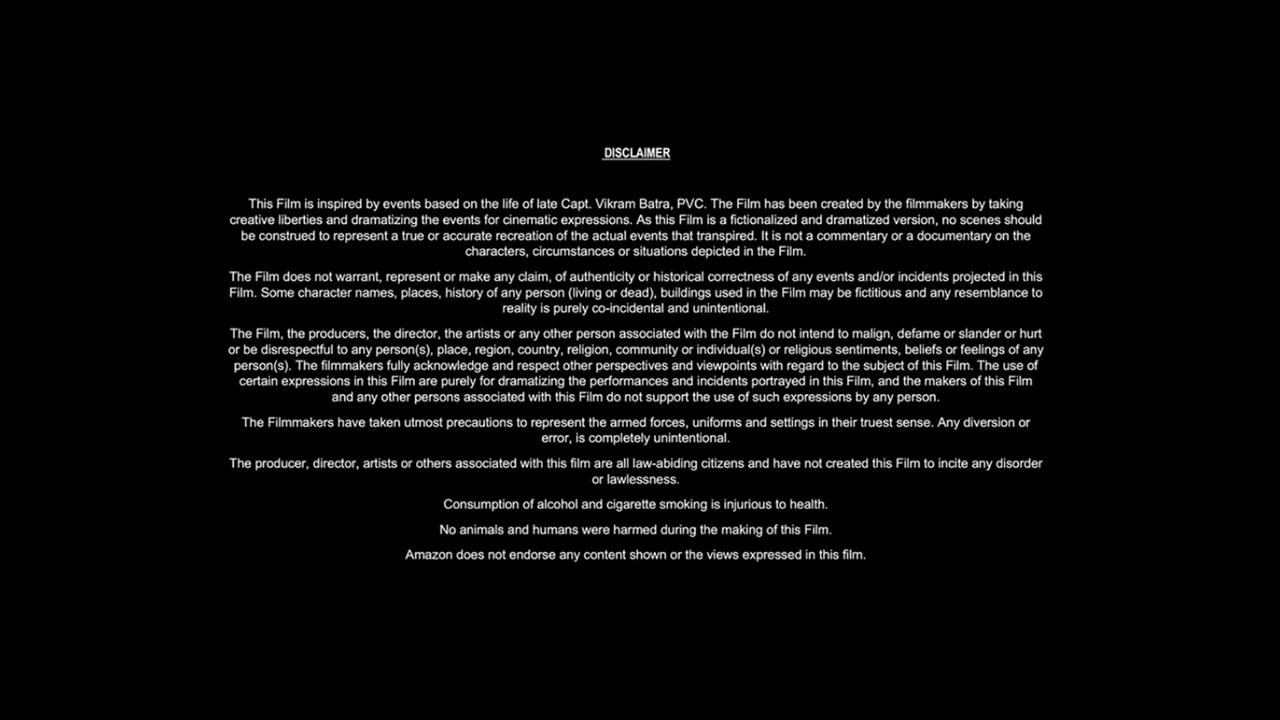 DISCLAIMER
This Film is inspired by events based on the life of late Capt. Vikram Batra, PVC. The Film has been created by the filmmakers by taking
creative liberties and dramatizing the events for cinematic expressions. As this Film is a fictionalized and dramatized version, no scenes should
be construed to represent a true or accurate recreation of the actual events that transpired. It is not a commentary or a documentary on the
characters, circumstances or situations depicted in the Film.
The Film does not warrant, represent or make any claim, of authenticity or historical correctness of any events and/or incidents projected in this
Film. Some character names, places, history of any person (living or dead), buildings used in the Film may be fictitious and any resemblance to
reality is purely co-incidental and unintentional.
The Film, the producers, the director, the artists or any other person associated with the Film do not intend to malign, defame or slander or hurt
or be disrespectful to any person(s), place, region, country, religion, community or individual(s) or religious sentiments, beliefs or feelings of any
person(s). The filmmakers fully acknowledge and respect other perspectives and viewpoints with regard to the subject of this Film. The use of
certain expressions in this Film are purely for dramatizing the performances and incidents portrayed in this Film, and the makers of this Film
and any other persons associated with this Film do not support the use of such expressions by any person.
The Filmmakers have taken utmost precautions to represent the armed forces, uniforms and settings in their truest sense. Any diversion or
error, is completely unintentional.
The producer, director, artists or others associated with this film are all law-abiding citizens and have not created this Film to incite any disorder
or lawlessness.
Consumption of alcohol and cigarette smoking is injurious to health.
No animals and humans were harmed during the making of this Film.
Amazon does not endorse any content shown or the views expressed in this film.